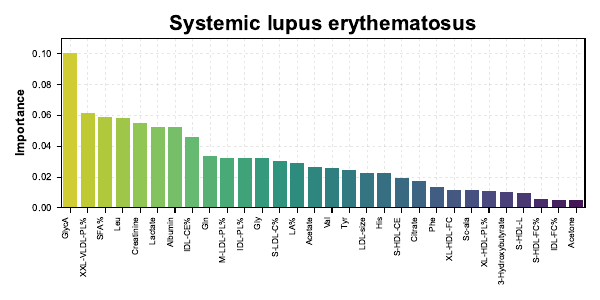 Systemic lupus erythematosus
Importance
0.10
0.08
0.06
0.04
0.02
0.00
GlycA
XXL-VLDL-PL%
SFA%
Leu
Creatinine
Lactate
Albumin
IDL-CE%
Gln
M-LDL-PL%
IDL-PL%
Gly
S-LDL-C%
LA%
Acetate
Val
Tyr
LDL-size
His
S-HDL-CE
Citrate
Phe
XL-HDL-FC
Sc-ala
XL-HDL-PL%
3-Hydroxybutyrate
S-HDL-L
S-HDL-FC%
IDL-FC%
Acetone